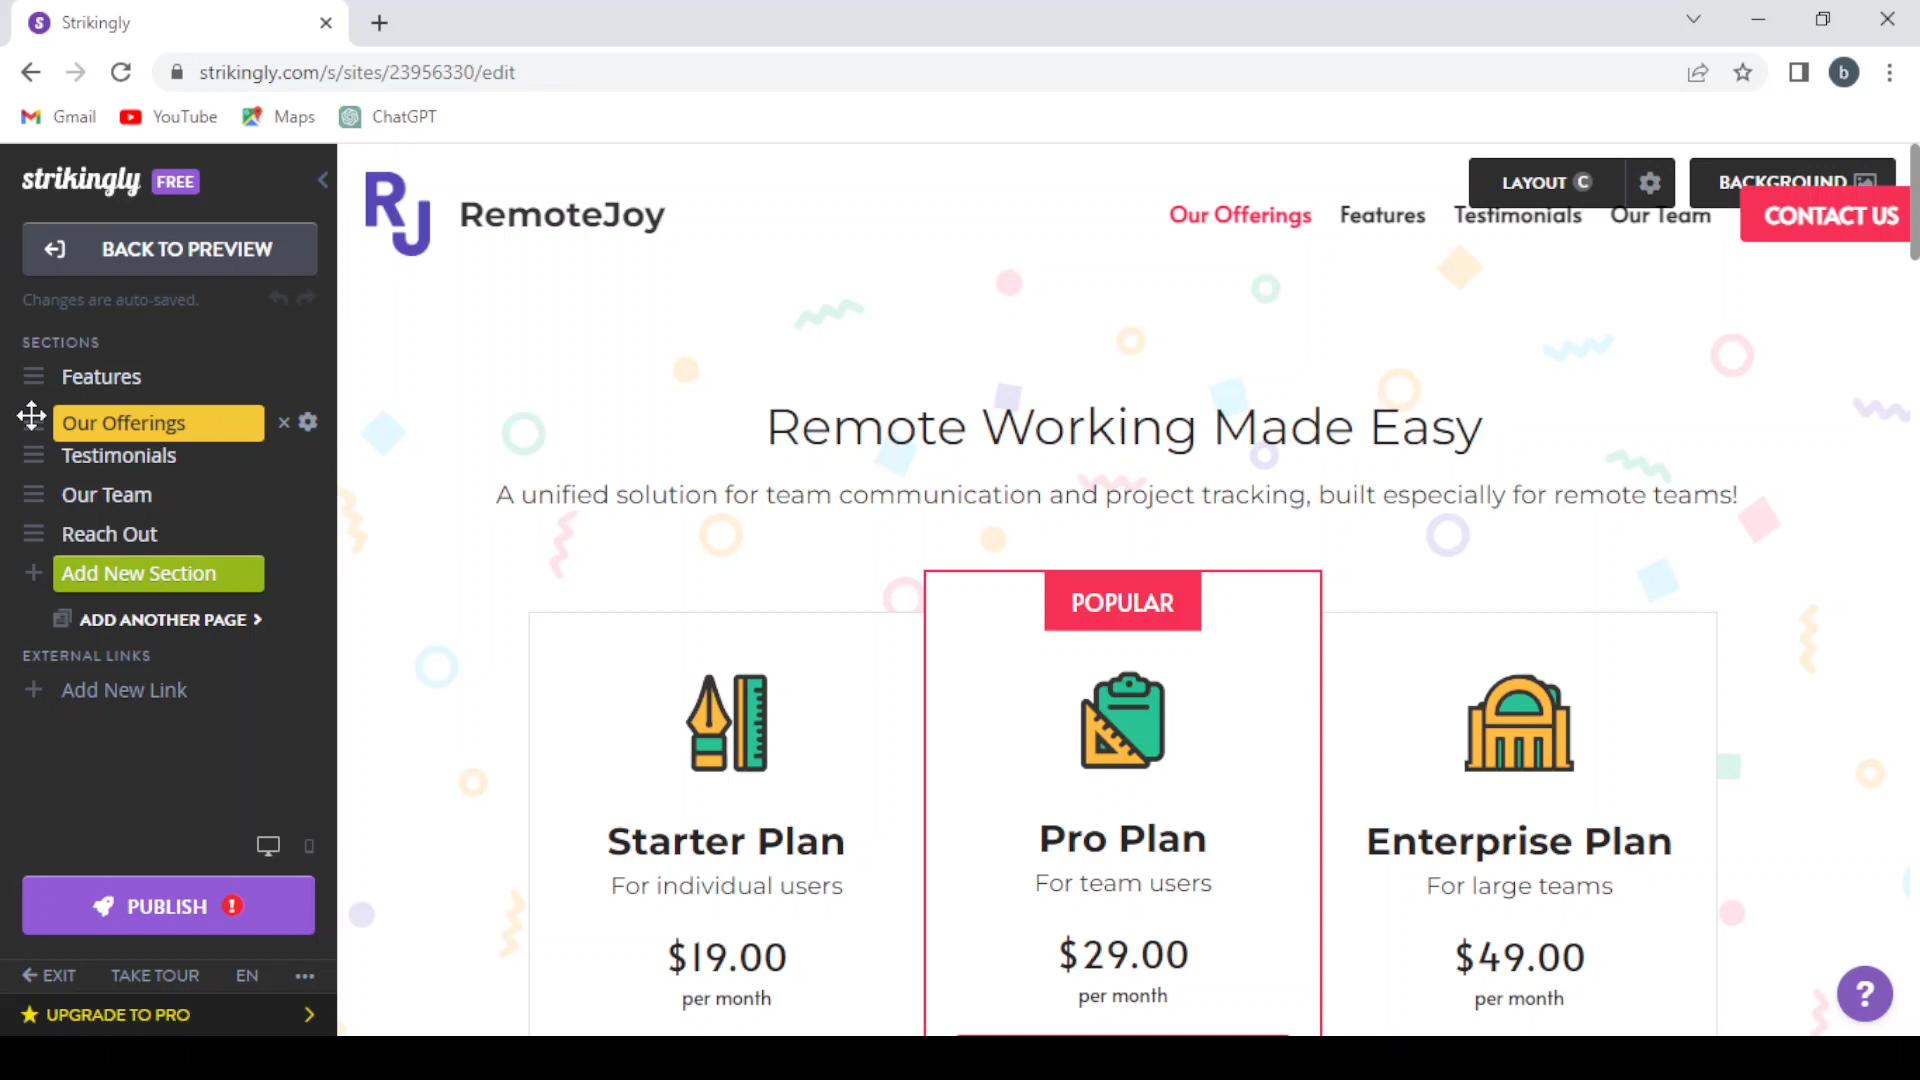 Strikingly
strikingly.com/s/sites/23956330/edit
b
Gmail
YouTube
Maps
ChatGPT
strikingly FREE
BACK TO PREVIEW
Changes are auto-saved.
SECTIONS
Features
Our Offerings
Testimonials
Our Team
Reach Out
Add New Section
ADD ANOTHER PAGE
EXTERNAL LINKS
Add New Link
PUBLISH !
EXIT TAKE TOUR EN
UPGRADE TO PRO
LAYOUT C BACKGROUND
RJ RemoteJoy Our Offerings Features Testimonials Our Team CONTACT US
Remote Working Made Easy
A unified solution for team communication and project tracking, built especially for remote teams!
POPULAR
Starter Plan
For individual users
$19.00
per month
Pro Plan
For team users
$29.00
per month
Enterprise Plan
For large teams
$49.00
per month
?